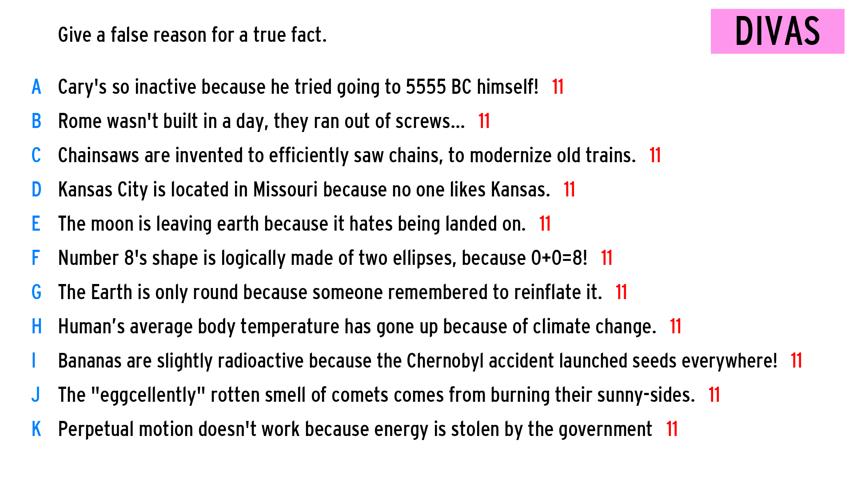 Give a false reason for a true fact.
DIVAS
A Cary's so inactive because he tried going to 5555 BC himself! 11
B Rome wasn't built in a day, they ran out of screws... 11
C Chainsaws are invented to efficiently saw chains, to modernize old trains. 11
D Kansas City is located in Missouri because no one likes Kansas. 11
E The moon is leaving earth because it hates being landed on. 11
F Number 8's shape is logically made of two ellipses, because 0+0=8! 11
G The Earth is only round because someone remembered to reinflate it. 11
H Human’s average body temperature has gone up because of climate change. 11
I Bananas are slightly radioactive because the Chernobyl accident launched seeds everywhere! 11
J The "eggcellently" rotten smell of comets comes from burning their sunny-sides. 11
K Perpetual motion doesn't work because energy is stolen by the government 11